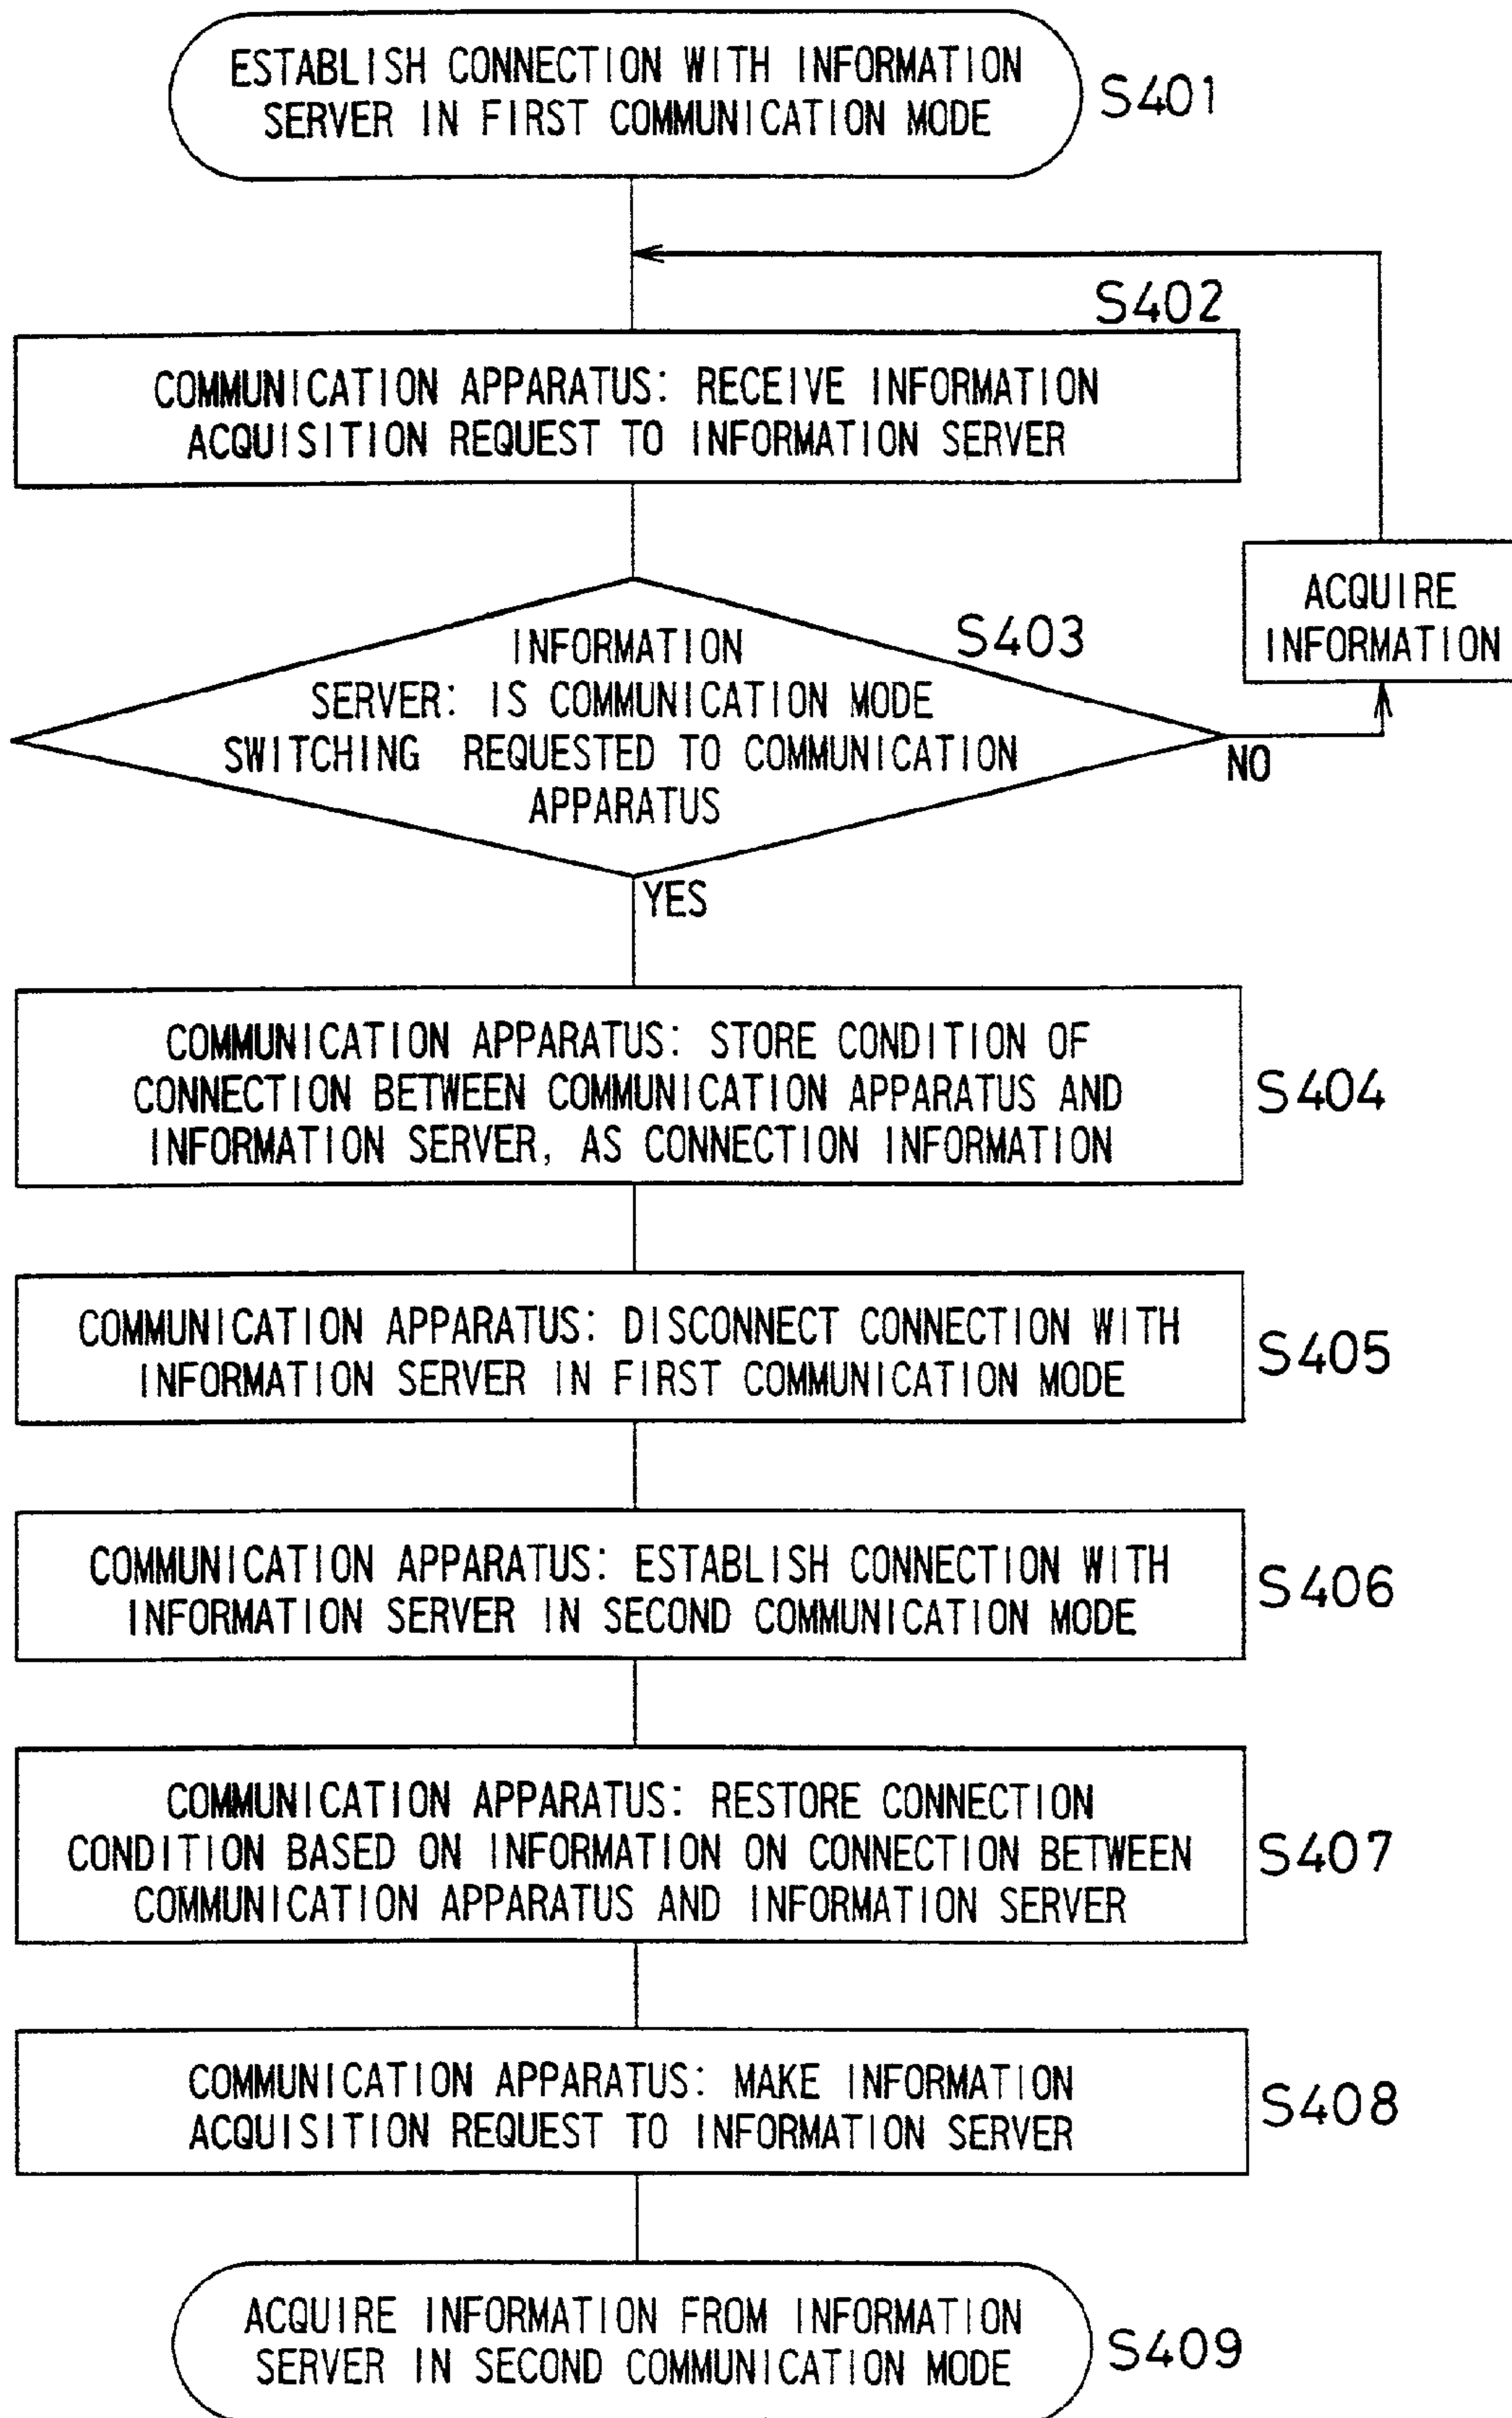 ESTABLISH CONNECTION WITH INFORMATION
SERVER IN FIRST COMMUNICATION MODE
S401
S402
COMMUNICATION APPARATUS: RECEIVE INFORMATION
ACQUISITION REQUEST TO INFORMATION SERVER
ACQUIRE
INFORMATION
S403
INFORMATION
SERVER: IS COMMUNICATION MODE
SWITCHING REQUESTED TO COMMUNICATION
APPARATUS
NO
YES
COMMUNICATION APPARATUS: STORE CONDITION OF
CONNECTION BETWEEN COMMUNICATION APPARATUS AND
INFORMATION SERVER, AS CONNECTION INFORMATION
S404
COMMUNICATION APPARATUS: DISCONNECT CONNECTION WITH
INFORMATION SERVER IN FIRST COMMUNICATION MODE
S405
COMMUNICATION APPARATUS: ESTABLISH CONNECTION WITH
INFORMATION SERVER IN SECOND COMMUNICATION MODE
S406
COMMUNICATION APPARATUS: RESTORE CONNECTION
CONDITION BASED ON INFORMATION ON CONNECTION BETWEEN
COMMUNICATION APPARATUS AND INFORMATION SERVER
S407
COMMUNICATION APPARATUS: MAKE INFORMATION
ACQUISITION REQUEST TO INFORMATION SERVER
S408
ACQUIRE INFORMATION FROM INFORMATION
SERVER IN SECOND COMMUNICATION MODE
S409